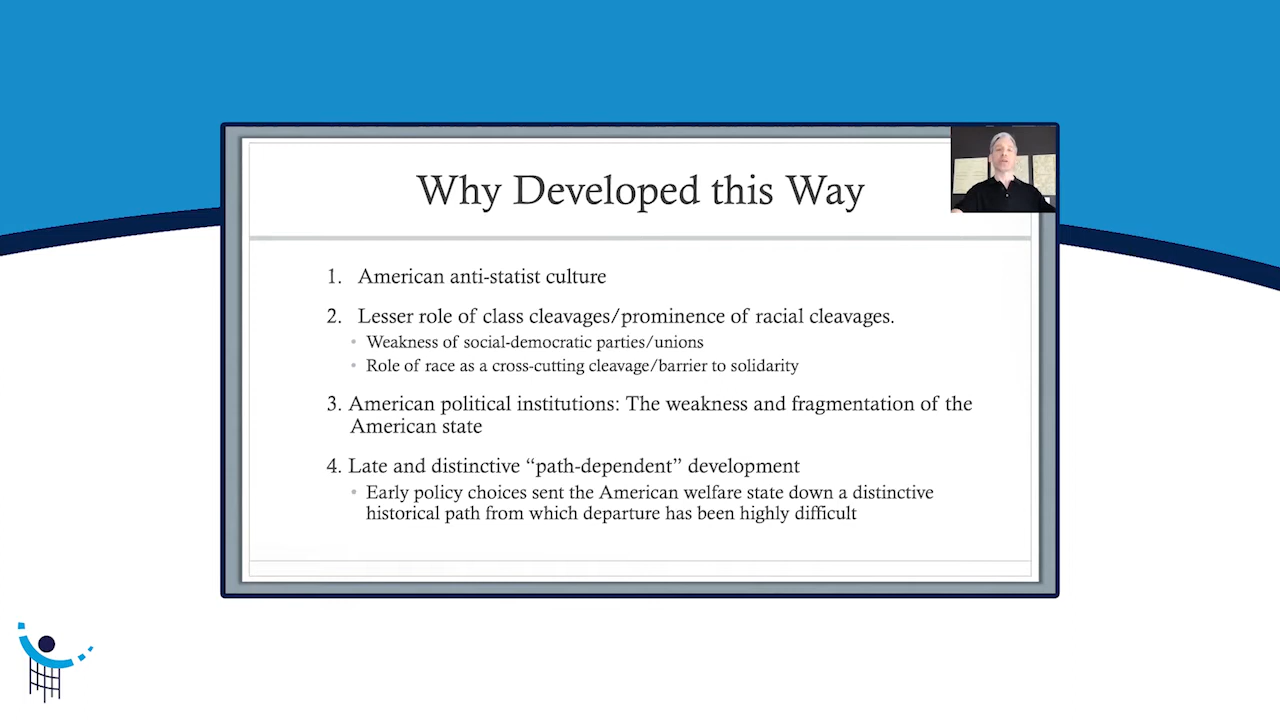 Why Developed this Way
1. American anti-statist culture
2. Lesser role of class cleavages/prominence of racial cleavages.
• Weakness of social-democratic parties/unions
• Role of race as a cross-cutting cleavage/barrier to solidarity
3. American political institutions: The weakness and fragmentation of the
American state
4. Late and distinctive “path-dependent” development
• Early policy choices sent the American welfare state down a distinctive
historical path from which departure has been highly difficult